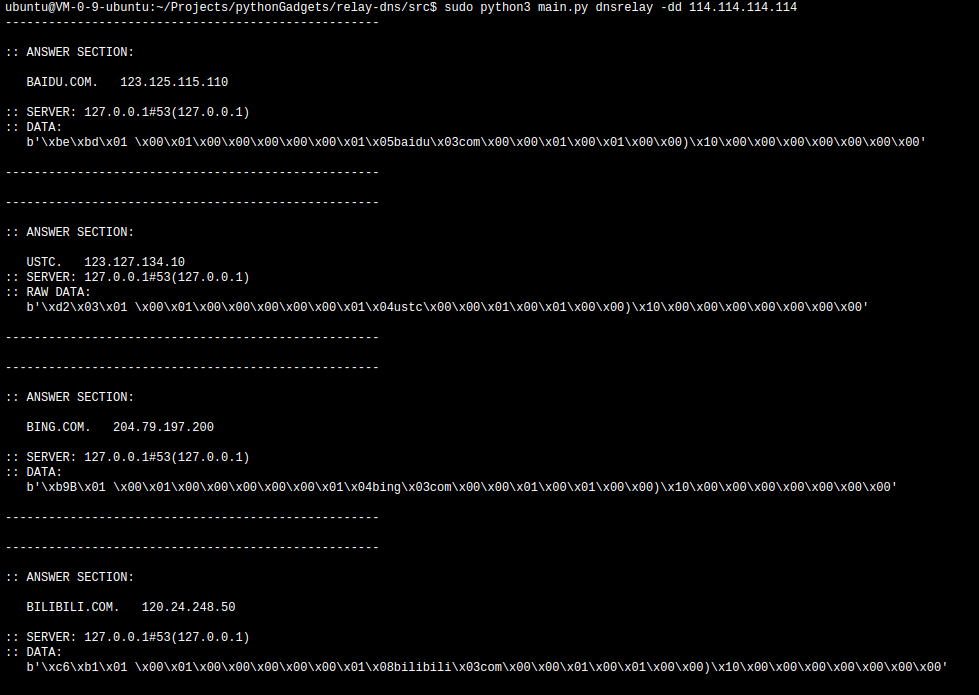 ubuntu@VM-0-9-ubuntu:~/Projects/pythonGadgets/relay-dns/src$ sudo python3 main.py dnsrelay -dd 114.114.114.114
----------------------------------------------------
:: ANSWER SECTION:
BAIDU.COM.   123.125.115.110
:: SERVER: 127.0.0.1#53(127.0.0.1)
:: DATA:
b'\xbe\xbd\x01 \x00\x01\x00\x00\x00\x00\x00\x01\x05baidu\x03com\x00\x00\x01\x00\x01\x00\x00)\x10\x00\x00\x00\x00\x00\x00\x00'
----------------------------------------------------
----------------------------------------------------
:: ANSWER SECTION:
USTC.   123.127.134.10
:: SERVER: 127.0.0.1#53(127.0.0.1)
:: RAW DATA:
b'\xd2\x03\x01 \x00\x01\x00\x00\x00\x00\x00\x01\x04ustc\x00\x00\x01\x00\x01\x00\x00)\x10\x00\x00\x00\x00\x00\x00\x00'
----------------------------------------------------
----------------------------------------------------
:: ANSWER SECTION:
BING.COM.   204.79.197.200
:: SERVER: 127.0.0.1#53(127.0.0.1)
:: DATA:
b'\xb9B\x01 \x00\x01\x00\x00\x00\x00\x00\x01\x04bing\x03com\x00\x00\x01\x00\x01\x00\x00)\x10\x00\x00\x00\x00\x00\x00\x00'
----------------------------------------------------
----------------------------------------------------
:: ANSWER SECTION:
BILIBILI.COM.   120.24.248.50
:: SERVER: 127.0.0.1#53(127.0.0.1)
:: DATA:
b'\xc6\xb1\x01 \x00\x01\x00\x00\x00\x00\x00\x01\x08bilibili\x03com\x00\x00\x01\x00\x01\x00\x00)\x10\x00\x00\x00\x00\x00\x00\x00'